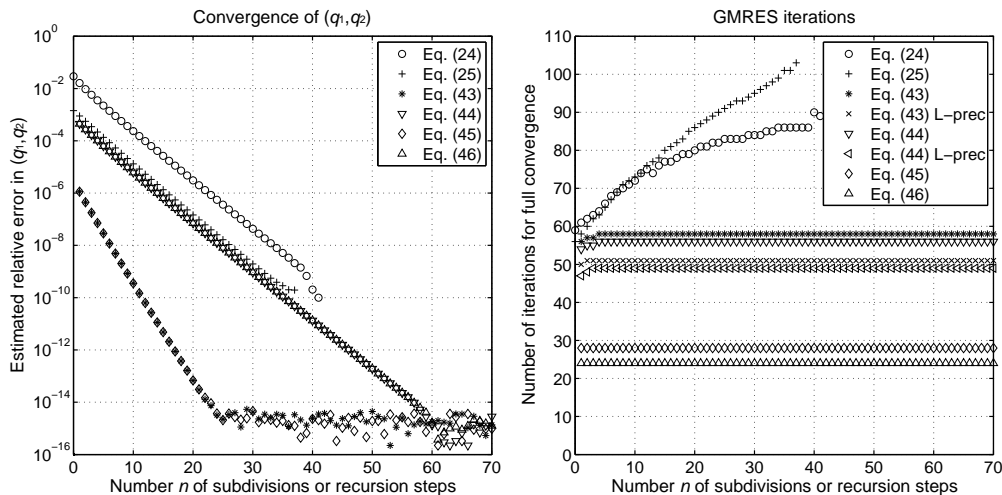 Convergence of (q1,q2)
Estimated relative error in (q1,q2)
10^0
10^−2
10^−4
10^−6
10^−8
10^−10
10^−12
10^−14
10^−16
0 10 20 30 40 50 60 70
Number n of subdivisions or recursion steps
Eq. (24)
Eq. (25)
Eq. (43)
Eq. (44)
Eq. (45)
Eq. (46)
GMRES iterations
Number of iterations for full convergence
110
100
90
80
70
60
50
40
30
20
10
0
0 10 20 30 40 50 60 70
Number n of subdivisions or recursion steps
Eq. (24)
Eq. (25)
Eq. (43)
Eq. (43) L−prec
Eq. (44)
Eq. (44) L−prec
Eq. (45)
Eq. (46)